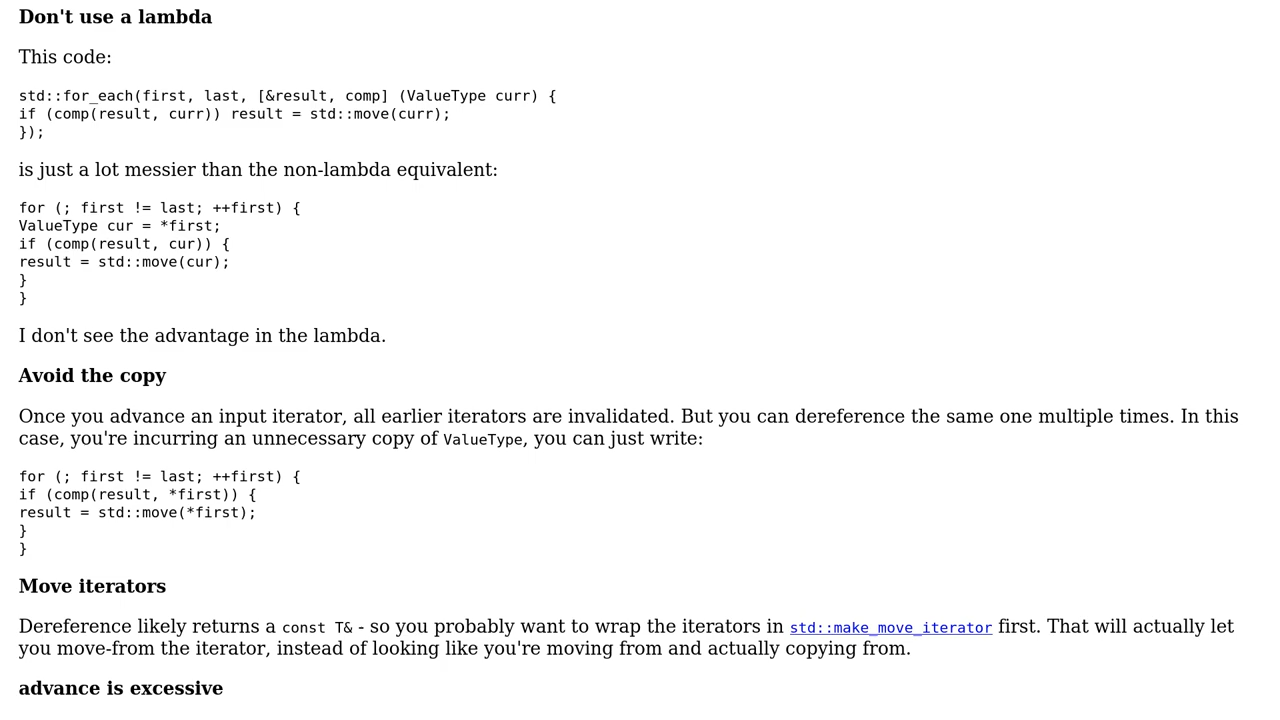 Don't use a lambda
This code:
std::for_each(first, last, [&result, comp] (ValueType curr) {
if (comp(result, curr)) result = std::move(curr);
});
is just a lot messier than the non-lambda equivalent:
for (; first != last; ++first) {
ValueType cur = *first;
if (comp(result, cur)) {
result = std::move(cur);
}
}
I don't see the advantage in the lambda.
Avoid the copy
Once you advance an input iterator, all earlier iterators are invalidated. But you can dereference the same one multiple times. In this
case, you're incurring an unnecessary copy of ValueType, you can just write:
for (; first != last; ++first) {
if (comp(result, *first)) {
result = std::move(*first);
}
}
Move iterators
Dereference likely returns a const T& - so you probably want to wrap the iterators in std::make_move_iterator first. That will actually let
you move-from the iterator, instead of looking like you're moving from and actually copying from.
advance is excessive